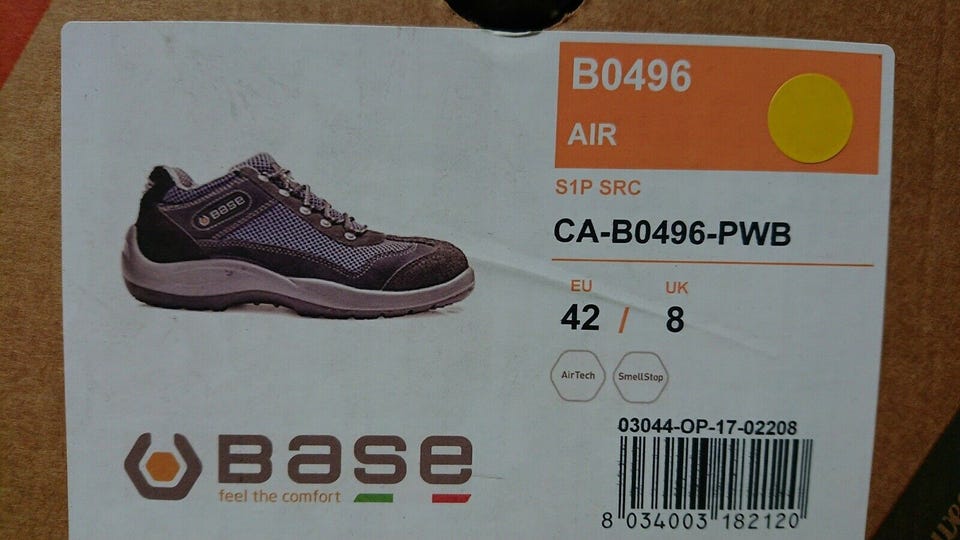 B0496
AIR
S1P SRC
CA-B0496-PWB
EU UK
42 / 8
AirTech SmellStop
BASE
BASE
feel the comfort
03044-OP-17-02208
8 034003 182120